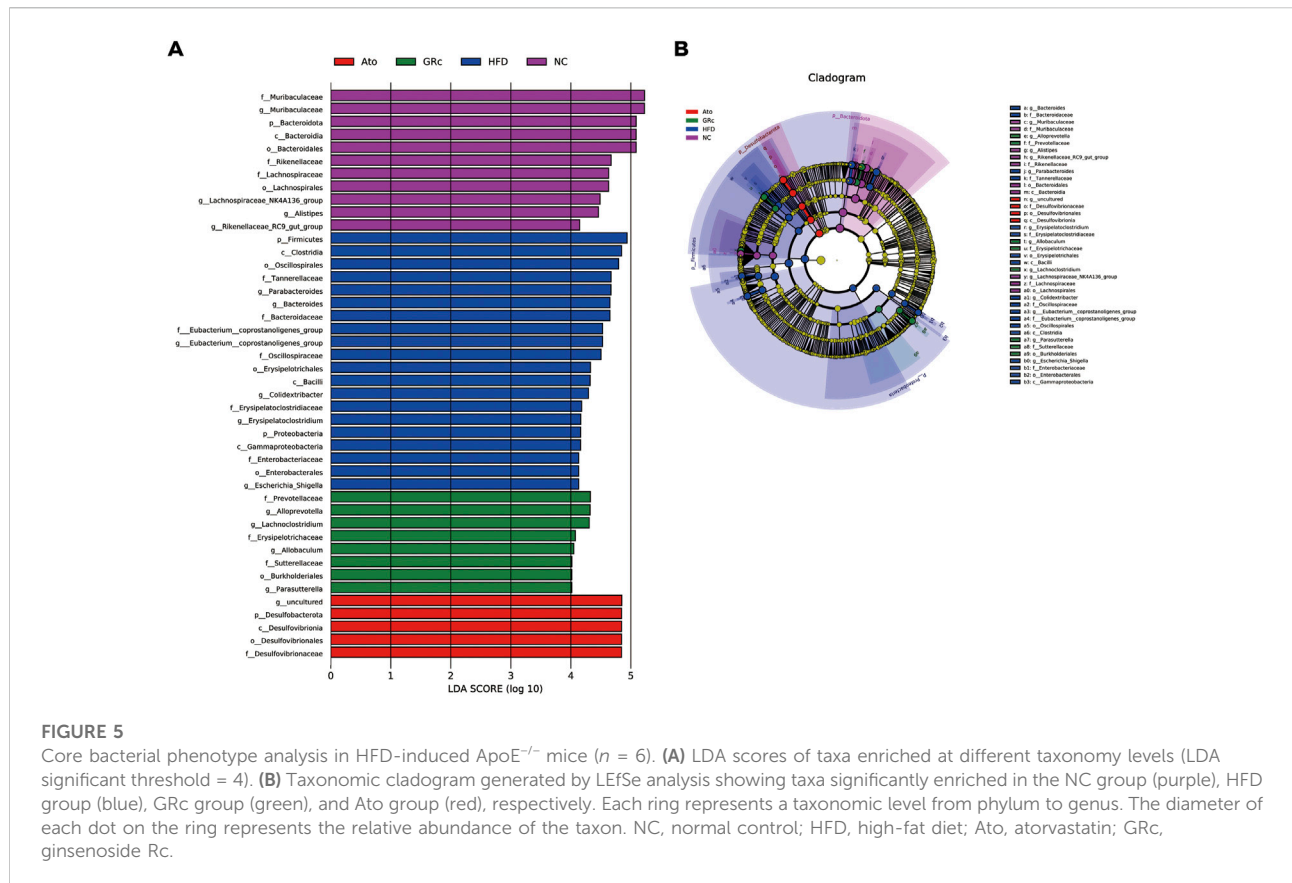 A
Ato GRc HFD NC
f__Muribaculaceae
g__Muribaculaceae
p__Bacteroidota
c__Bacteroidia
o__Bacteroidales
f__Rikenellaceae
f__Lachnospiraceae
o__Lachnospirales
g__Lachnospiraceae_NK4A136_group
g__Alistipes
g__Rikenellaceae_RC9_gut_group
p__Firmicutes
c__Clostridia
o__Oscillospirales
f__Tannerellaceae
g__Parabacteroides
g__Bacteroides
f__Bacteroidaceae
f__Eubacterium_coprostanoligenes_group
g__Eubacterium_coprostanoligenes_group
f__Oscillospiraceae
o__Erysipelotrichales
c__Bacilli
g__Colidextribacter
f__Erysipelatoclostridiaceae
g__Erysipelatoclostridium
p__Proteobacteria
c__Gammaproteobacteria
f__Enterobacteriaceae
o__Enterobacterales
g__Escherichia_Shigella
f__Prevotellaceae
g__Alloprevotella
g__Lachnoclostridium
f__Erysipelotrichaceae
g__Allobaculum
f__Sutterellaceae
o__Burkholderiales
g__Parasutterella
g__uncultured
p__Desulfobacterota
c__Desulfovibrionia
o__Desulfovibrionales
f__Desulfovibrionaceae
0 1 2 3 4 5
LDA SCORE (log 10)
B
Cladogram
Ato
GRc
HFD
NC
p__Bacteroidota
p__Desulfobacterota
p__Firmicutes
p__Proteobacteria
a: g__Bacteroides
b: f__Bacteroidaceae
c: g__Muribaculaceae
d: f__Muribaculaceae
e: g__Alloprevotella
f: f__Prevotellaceae
g: g__Alistipes
h: g__Rikenellaceae_RC9_gut_group
i: f__Rikenellaceae
j: g__Parabacteroides
k: f__Tannerellaceae
l: o__Bacteroidales
m: c__Bacteroidia
n: g__uncultured
o: f__Desulfovibrionaceae
p: o__Desulfovibrionales
q: c__Desulfovibrionia
r: g__Erysipelatoclostridium
s: f__Erysipelatoclostridiaceae
t: g__Allobaculum
u: f__Erysipelotrichaceae
v: o__Erysipelotrichales
w: c__Bacilli
x: g__Lachnoclostridium
y: g__Lachnospiraceae_NK4A136_group
z: f__Lachnospiraceae
a0: o__Lachnospirales
a1: g__Colidextribacter
a2: f__Oscillospiraceae
a3: g__Eubacterium_coprostanoligenes_group
a4: f__Eubacterium_coprostanoligenes_group
a5: o__Oscillospirales
a6: c__Clostridia
a7: g__Parasutterella
a8: f__Sutterellaceae
a9: o__Burkholderiales
b0: g__Escherichia_Shigella
b1: f__Enterobacteriaceae
b2: o__Enterobacterales
b3: c__Gammaproteobacteria
FIGURE 5
Core bacterial phenotype analysis in HFD-induced ApoE−/− mice (n = 6). (A) LDA scores of taxa enriched at different taxonomy levels (LDA
significant threshold = 4). (B) Taxonomic cladogram generated by LEfSe analysis showing taxa significantly enriched in the NC group (purple), HFD
group (blue), GRc group (green), and Ato group (red), respectively. Each ring represents a taxonomic level from phylum to genus. The diameter of
each dot on the ring represents the relative abundance of the taxon. NC, normal control; HFD, high-fat diet; Ato, atorvastatin; GRc,
ginsenoside Rc.